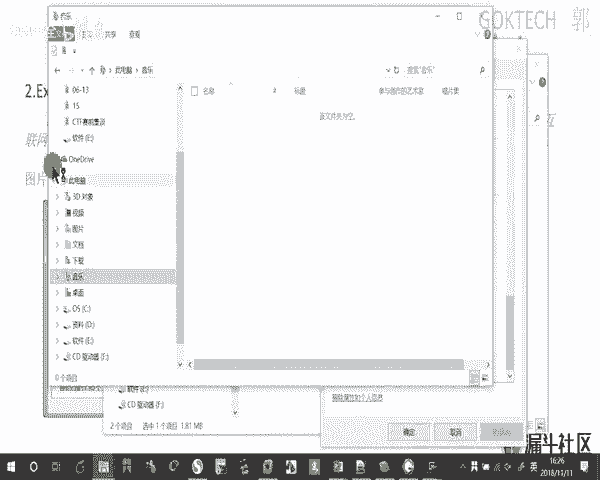 音乐
GOKTECH 郭
共享 查看
此电脑 音乐
搜索"音乐"
2.Ex
06-13
15
CTF赛机集训
软件 (E:)
OneDrive
此电脑
3D 对象
视频
图片
文档
下载
音乐
桌面
OS (C:)
资料 (D:)
软件 (E:)
CD 驱动器 (F:)
名称 # 标题 参与创作的艺术家 唱片集
该文件夹为空。
互
联网
图片
0 个项目
软件 (E:)
CD 驱动器 (F:)
2 个项目 选中 1 个项目 1.81 MB
删除属性和个人信息
确定 取消
漏斗社区
英
16:26
2018/11/11